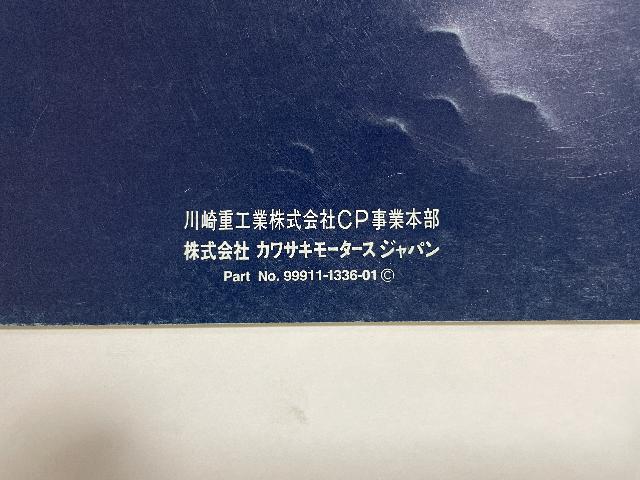 川崎重工業株式会社CP事業本部
株式会社 カワサキモータースジャパン
Part No. 99911-1336-01 ©